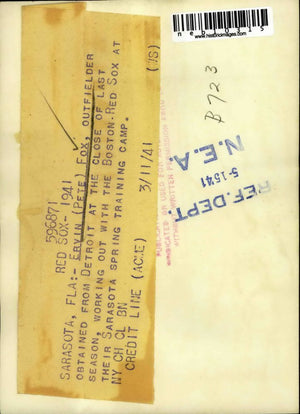 www.historicimages.com
B723
N.E.A.
5-15 41
REF. DEPT.
596871
RED SOX- 1941
SARASOTA, FLA:- ERVIN (PETE) FOX, OUTFIELDER
OBTAINED FROM DETROIT AT THE CLOSE OF LAST
SEASON, WORKING OUT WITH THE BOSTON RED SOX AT
THEIR SARASOTA SPRING TRAINING CAMP.
NY CH CL BN
CREDIT LINE (ACME) 3/11/41 (JS)